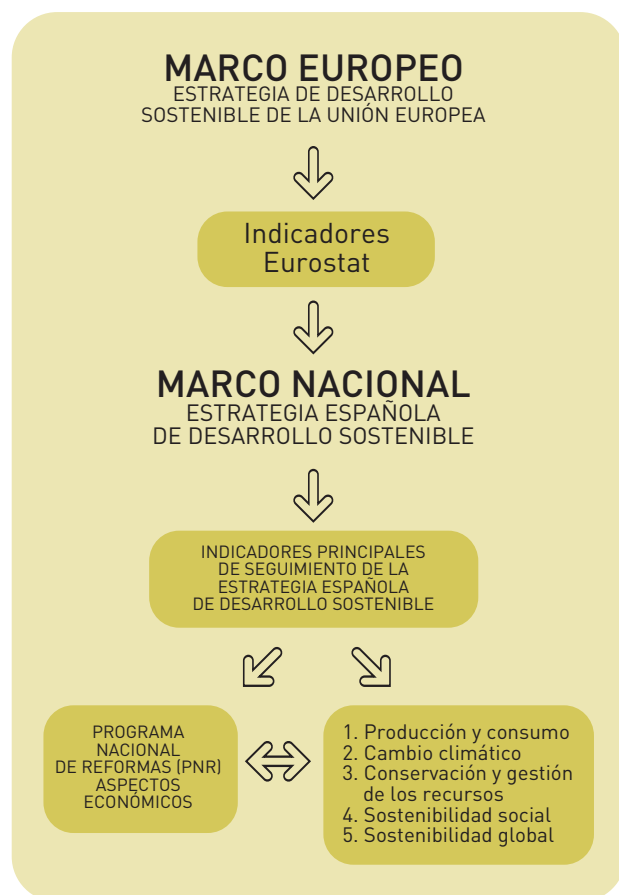 MARCO EUROPEO
ESTRATEGIA DE DESARROLLO
SOSTENIBLE DE LA UNIÓN EUROPEA
Indicadores
Eurostat
MARCO NACIONAL
ESTRATEGIA ESPAÑOLA
DE DESARROLLO SOSTENIBLE
INDICADORES PRINCIPALES
DE SEGUIMIENTO DE LA
ESTRATEGIA ESPAÑOLA
DE DESARROLLO SOSTENIBLE
PROGRAMA
NACIONAL
DE REFORMAS (PNR)
ASPECTOS
ECONÓMICOS
1. Producción y consumo
2. Cambio climático
3. Conservación y gestión
de los recursos
4. Sostenibilidad social
5. Sostenibilidad global